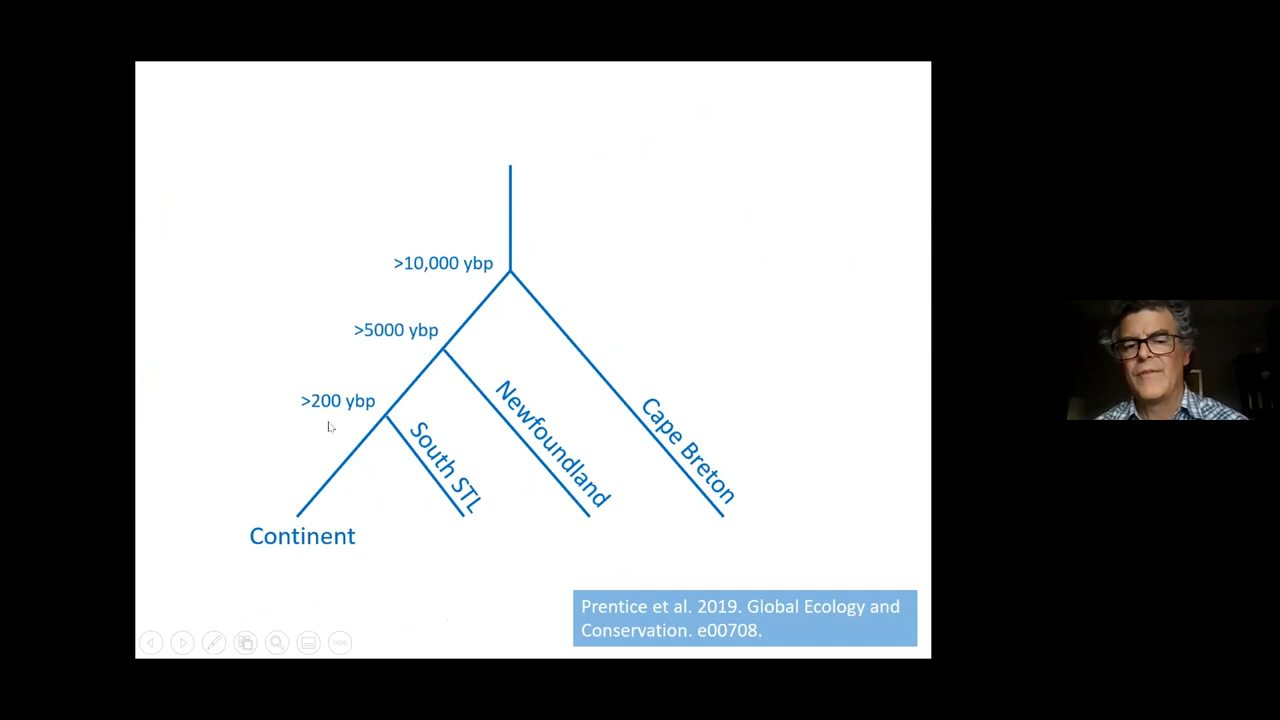 >10,000 ybp
>5000 ybp
>200 ybp
Cape Breton
Newfoundland
South STL
Continent
Prentice et al. 2019. Global Ecology and
Conservation. e00708.